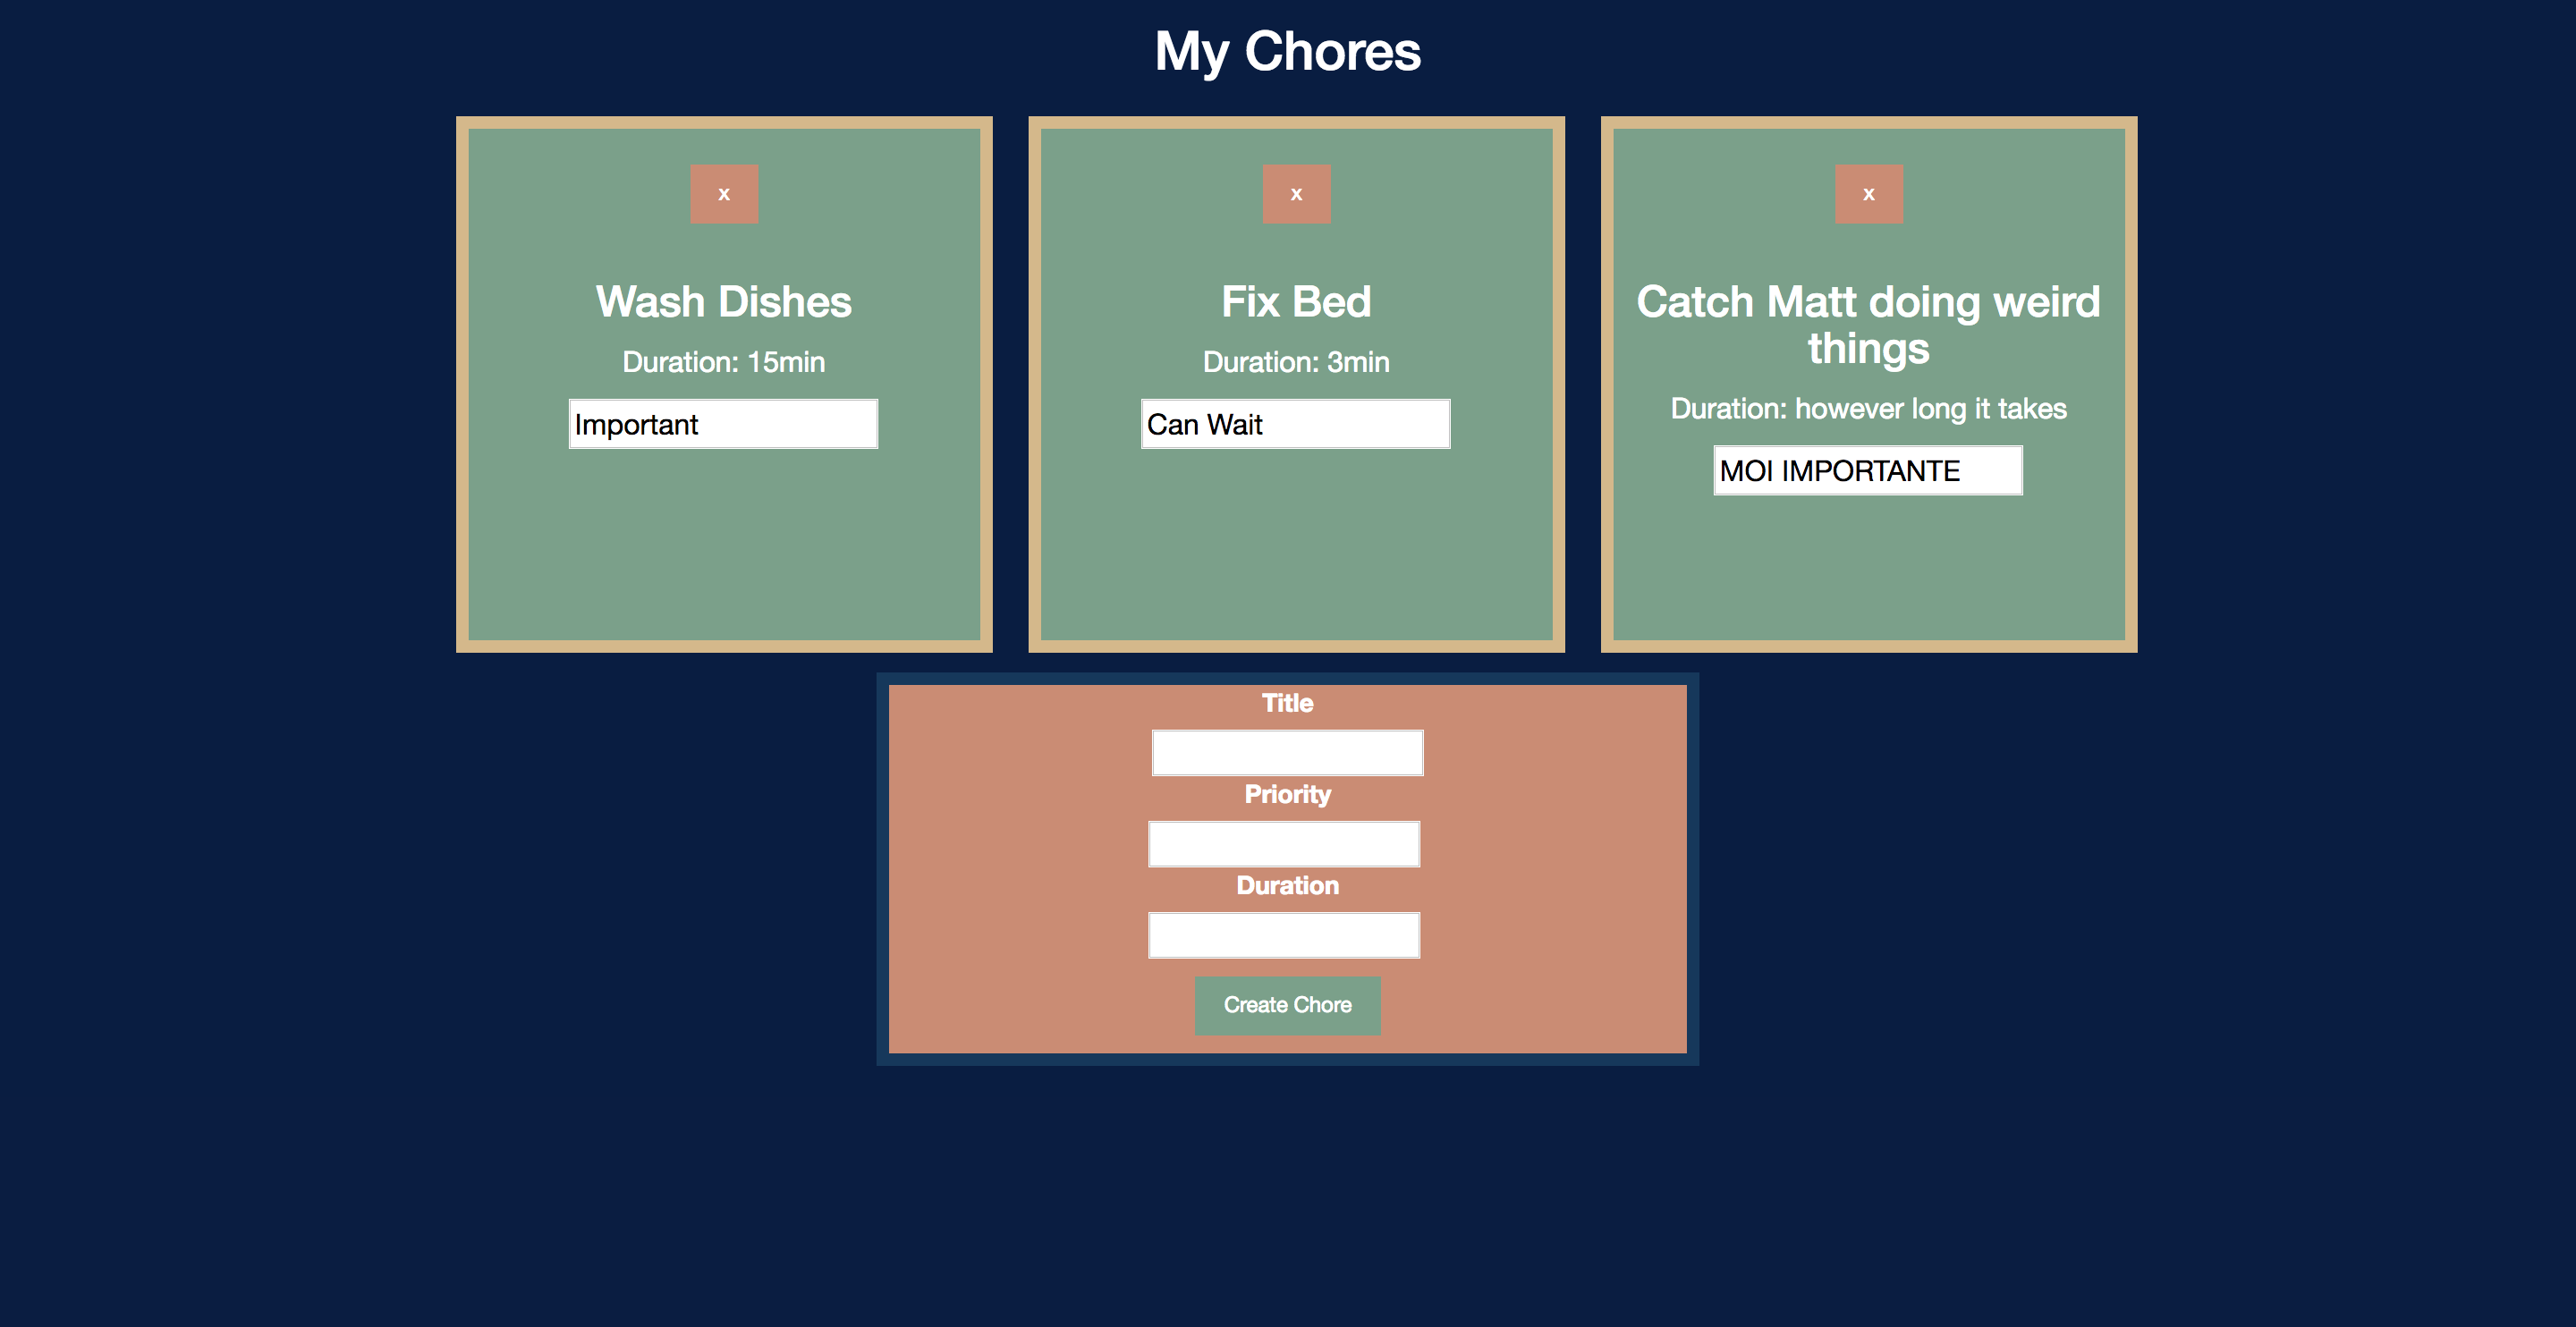 My Chores
x
Wash Dishes
Duration: 15min
Important
x
Fix Bed
Duration: 3min
Can Wait
x
Catch Matt doing weird
things
Duration: however long it takes
MOI IMPORTANTE
Title
Priority
Duration
Create Chore